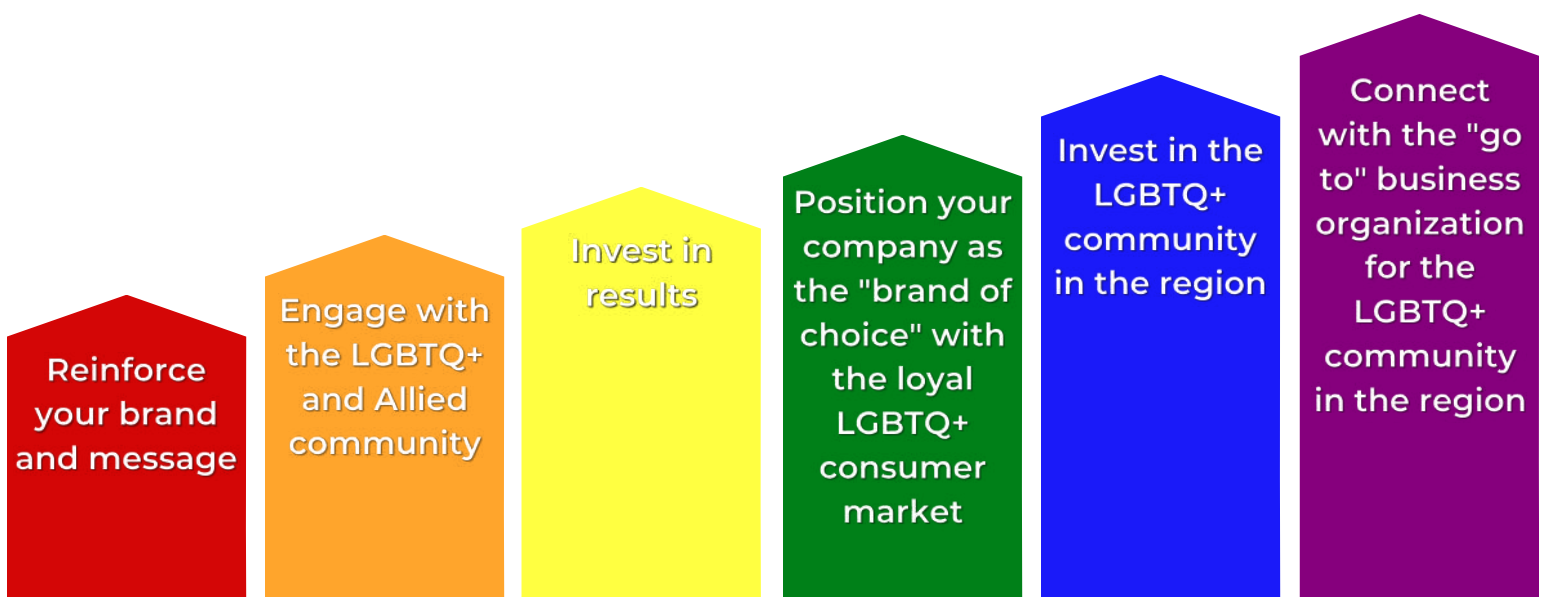 Reinforce
your brand
and message
Engage with
the LGBTQ+
and Allied
community
Invest in
results
Position your
company as
the "brand of
choice" with
the loyal
LGBTQ+
consumer
market
Invest in the
LGBTQ+
community
in the region
Connect
with the "go
to" business
organization
for the
LGBTQ+
community
in the region